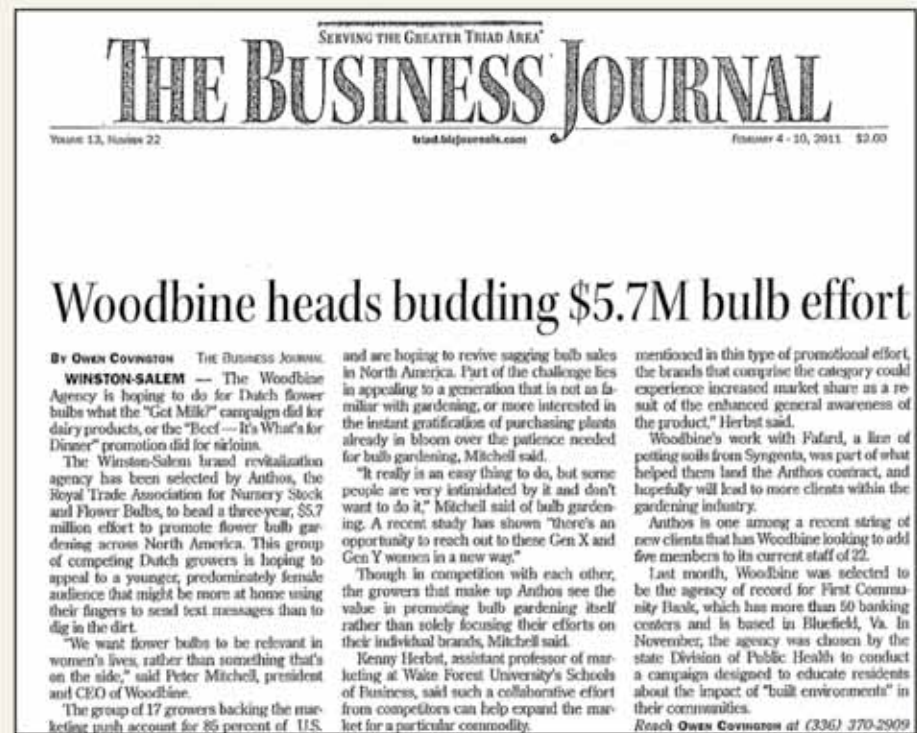 SERVING THE GREATER TRIAD AREA
THE BUSINESS JOURNAL
VOLUME 13, NUMBER 22
triad.bizjournals.com
FEBRUARY 4 - 10, 2011 $2.00
Woodbine heads budding $5.7M bulb effort
BY OWEN COVINGTON THE BUSINESS JOURNAL
WINSTON-SALEM — The Woodbine
Agency is hoping to do for Dutch flower
bulbs what the "Got Milk?" campaign did for
dairy products, or the "Beef — It's What's for
Dinner" promotion did for sirloins.
The Winston-Salem brand revitalization
agency has been selected by Anthos, the
Royal Trade Association for Nursery Stock
and Flower Bulbs, to head a three-year, $5.7
million effort to promote flower bulb gar-
dening across North America. This group
of competing Dutch growers is hoping to
appeal to a younger, predominately female
audience that might be more at home using
their fingers to send text messages than to
dig in the dirt.
"We want flower bulbs to be relevant in
women's lives, rather than something that's
on the side," said Peter Mitchell, president
and CEO of Woodbine.
The group of 17 growers backing the mar-
keting push account for 85 percent of U.S.
and are hoping to revive sagging bulb sales
in North America. Part of the challenge lies
in appealing to a generation that is not as fa-
miliar with gardening, or more interested in
the instant gratification of purchasing plants
already in bloom over the patience needed
for bulb gardening, Mitchell said.
"It really is an easy thing to do, but some
people are very intimidated by it and don't
want to do it," Mitchell said of bulb garden-
ing. A recent study has shown "there's an
opportunity to reach out to these Gen X and
Gen Y women in a new way."
Though in competition with each other,
the growers that make up Anthos see the
value in promoting bulb gardening itself
rather than solely focusing their efforts on
their individual brands, Mitchell said.
Kenny Herbst, assistant professor of mar-
keting at Wake Forest University's Schools
of Business, said such a collaborative effort
from competitors can help expand the mar-
ket for a particular commodity.
mentioned in this type of promotional effort,
the brands that comprise the category could
experience increased market share as a re-
sult of the enhanced general awareness of
the product," Herbst said.
Woodbine's work with Fafard, a line of
potting soils from Syngenta, was part of what
helped them land the Anthos contract, and
hopefully will lead to more clients within the
gardening industry.
Anthos is one among a recent string of
new clients that has Woodbine looking to add
five members to its current staff of 22.
Last month, Woodbine was selected to
be the agency of record for First Commu-
nity Bank, which has more than 50 banking
centers and is based in Bluefield, Va. In
November, the agency was chosen by the
state Division of Public Health to conduct
a campaign designed to educate residents
about the impact of "built environments" in
their communities.
Reach OWEN COVINGTON at (336) 370-2909